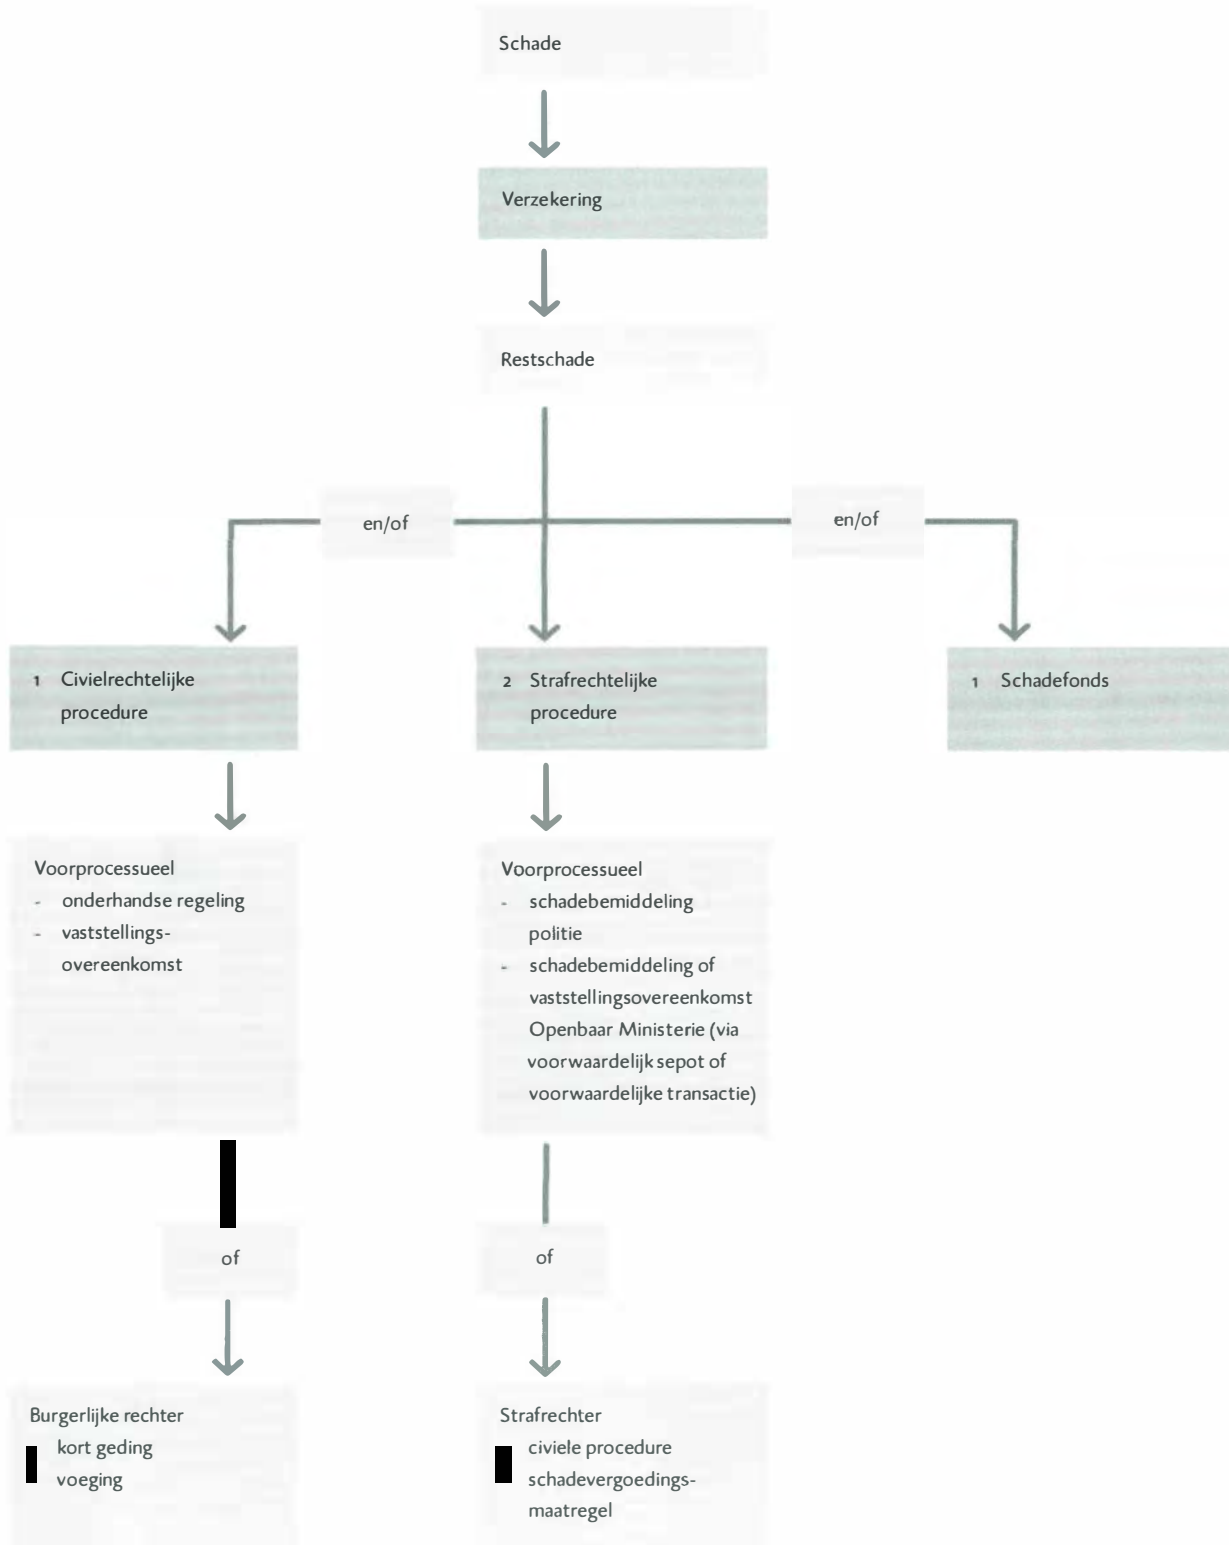 Schade
Verzekering
Restschade
en/of
en/of
1 Civielrechtelijke
procedure
2 Strafrechtelijke
procedure
1 Schadefonds
Voorprocessueel
- onderhandse regeling
- vaststellings-
overeenkomst
Voorprocessueel
- schadebemiddeling
politie
- schadebemiddeling of
vaststellingsovereenkomst
Openbaar Ministerie (via
voorwaardelijk sepot of
voorwaardelijke transactie)
of
of
Burgerlijke rechter
kort geding
voeging
Strafrechter
civiele procedure
schadevergoedings-
maatregel